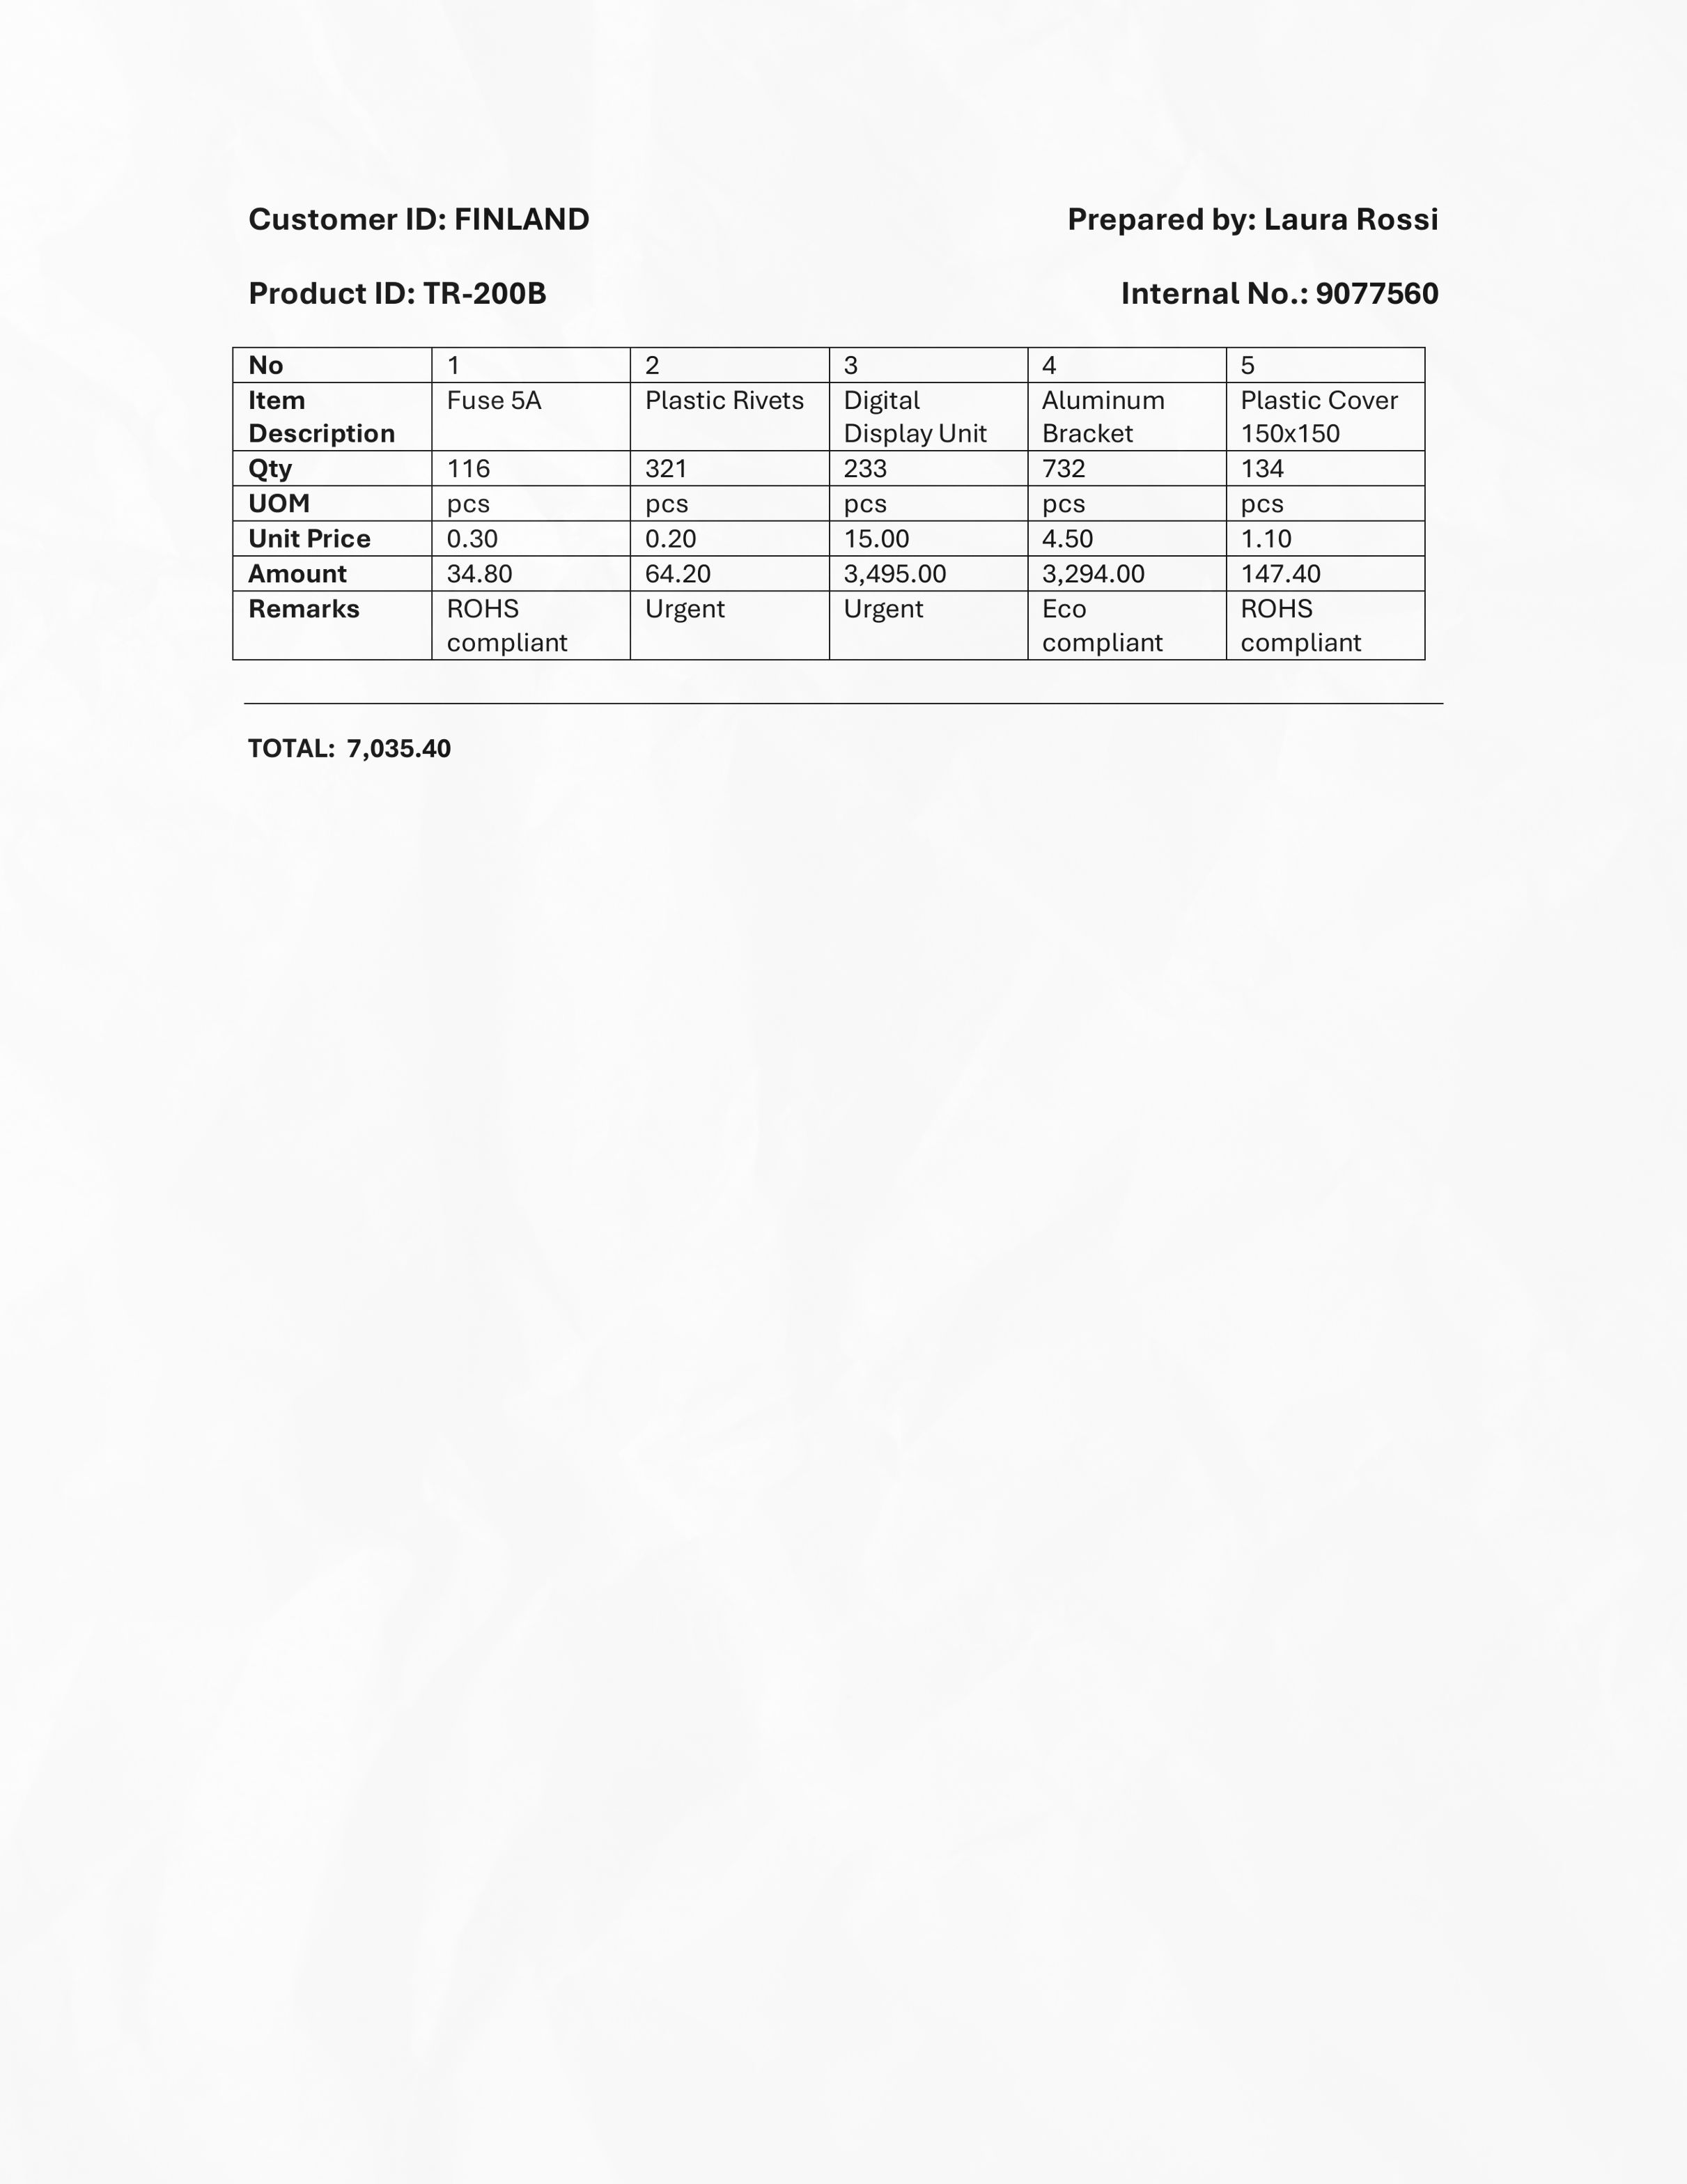 Customer ID: FINLAND Prepared by: Laura Rossi
Product ID: TR-200B Internal No.: 9077560
No 1 2 3 4 5
Item Description Fuse 5A Plastic Rivets Digital Display Unit Aluminum Bracket Plastic Cover 150x150
Qty 116 321 233 732 134
UOM pcs pcs pcs pcs pcs
Unit Price 0.30 0.20 15.00 4.50 1.10
Amount 34.80 64.20 3,495.00 3,294.00 147.40
Remarks ROHS compliant Urgent Urgent Eco compliant ROHS compliant
TOTAL: 7,035.40